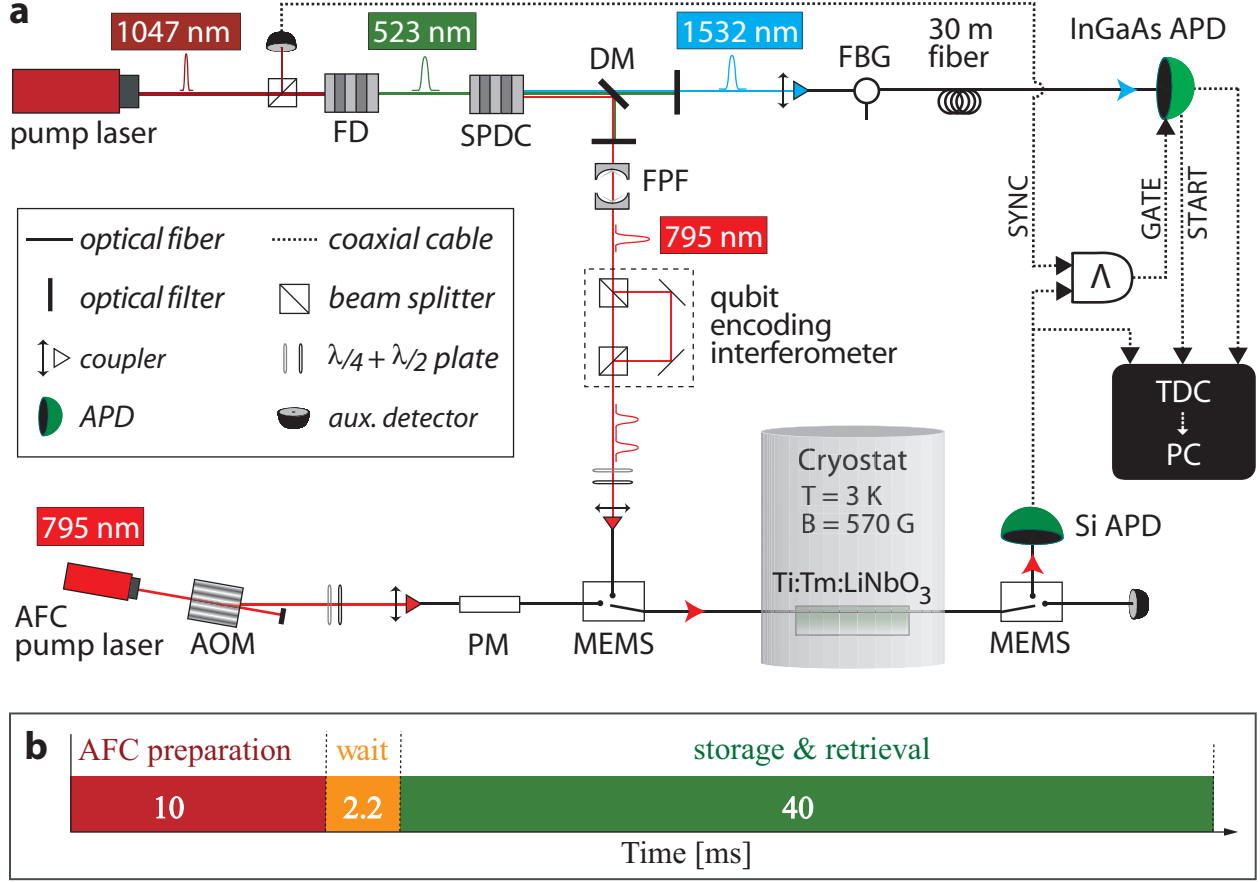 a
1047 nm
523 nm
DM
1532 nm
FBG
30 m
fiber
InGaAs APD
pump laser
FD
SPDC
FPF
795 nm
SYNC
GATE
START
optical fiber
coaxial cable
optical filter
beam splitter
coupler
λ/4 + λ/2 plate
APD
aux. detector
qubit
encoding
interferometer
Λ
TDC
PC
Cryostat
T = 3 K
B = 570 G
Ti:Tm:LiNbO3
Si APD
795 nm
AFC
pump laser
AOM
PM
MEMS
MEMS
b
AFC preparation
wait
storage & retrieval
10
2.2
40
Time [ms]